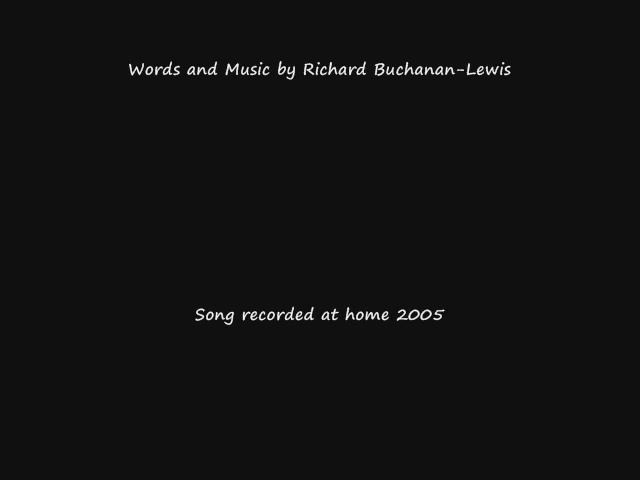 Words and Music by Richard Buchanan-Lewis
Song recorded at home 2005